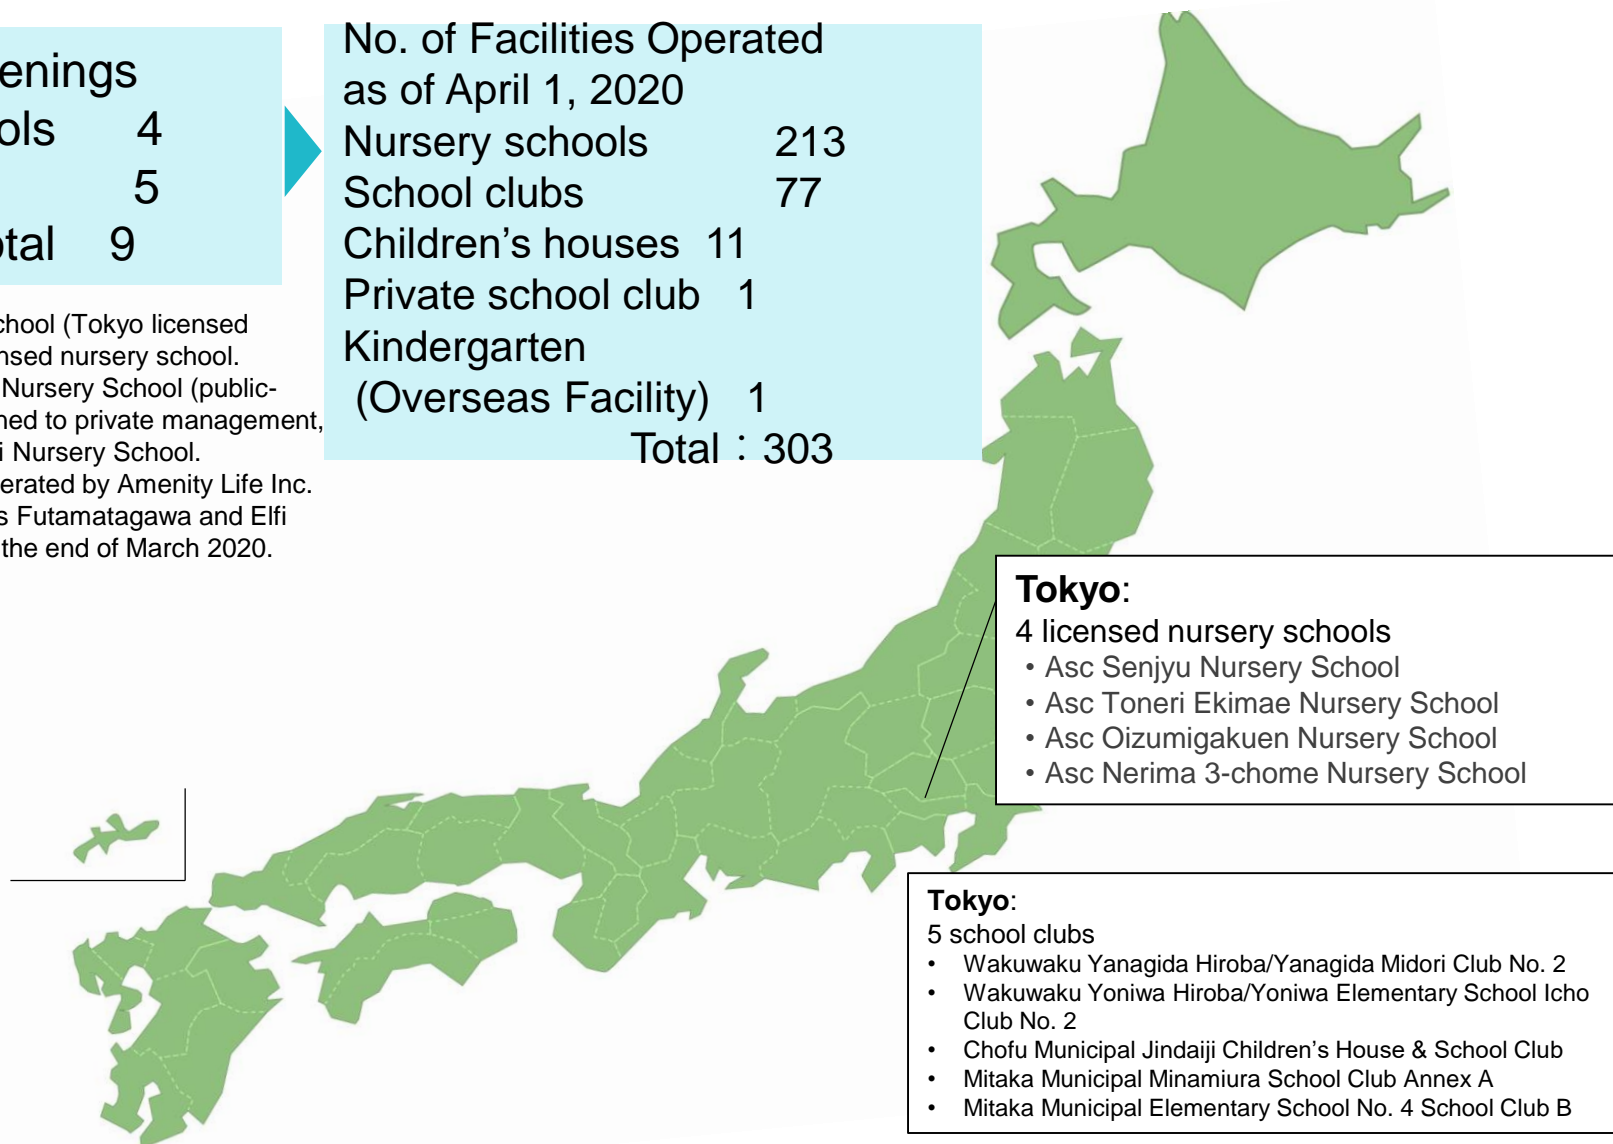 enings
ols 4
5
otal 9
chool (Tokyo licensed
nsed nursery school.
Nursery School (public-
ned to private management,
i Nursery School.
erated by Amenity Life Inc.
s Futamatagawa and Elfi
the end of March 2020.
No. of Facilities Operated
as of April 1, 2020
Nursery schools 213
School clubs 77
Children’s houses 11
Private school club 1
Kindergarten
(Overseas Facility) 1
Total：303
Tokyo:
4 licensed nursery schools
・Asc Senjyu Nursery School
・Asc Toneri Ekimae Nursery School
・Asc Oizumigakuen Nursery School
・Asc Nerima 3-chome Nursery School
Tokyo:
5 school clubs
• Wakuwaku Yanagida Hiroba/Yanagida Midori Club No. 2
• Wakuwaku Yoniwa Hiroba/Yoniwa Elementary School Icho
Club No. 2
• Chofu Municipal Jindaiji Children’s House & School Club
• Mitaka Municipal Minamiura School Club Annex A
• Mitaka Municipal Elementary School No. 4 School Club B